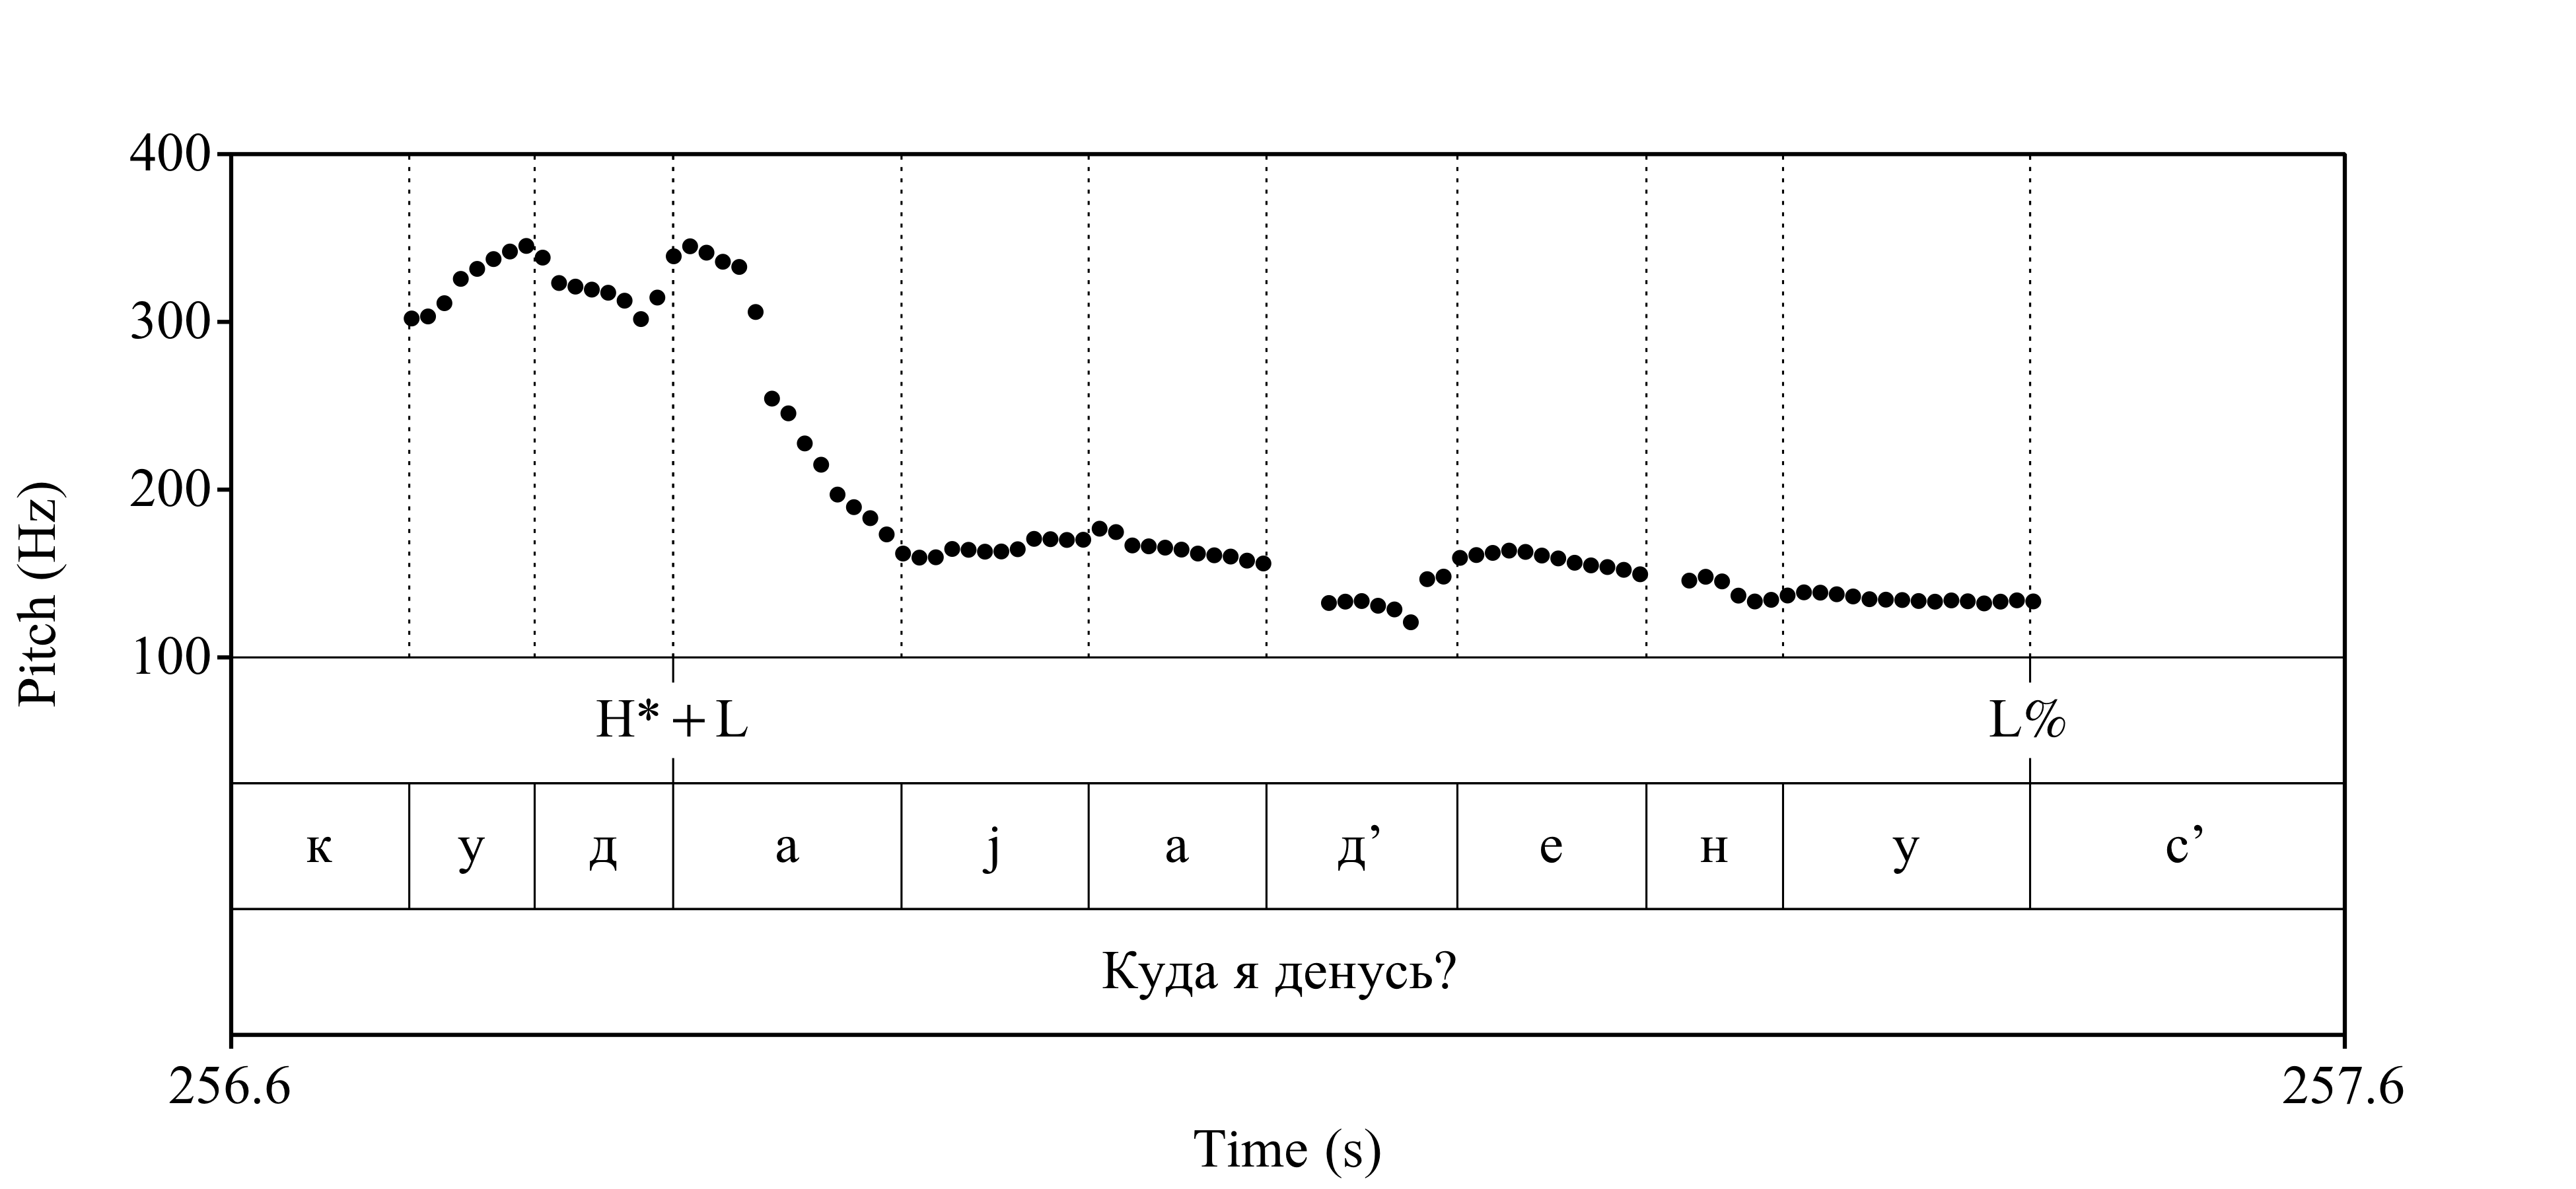 400
300
200
100
Pitch (Hz)
H* + L L%
к у д а j а д’ е н у с’
Куда я денусь?
256.6 257.6
Time (s)